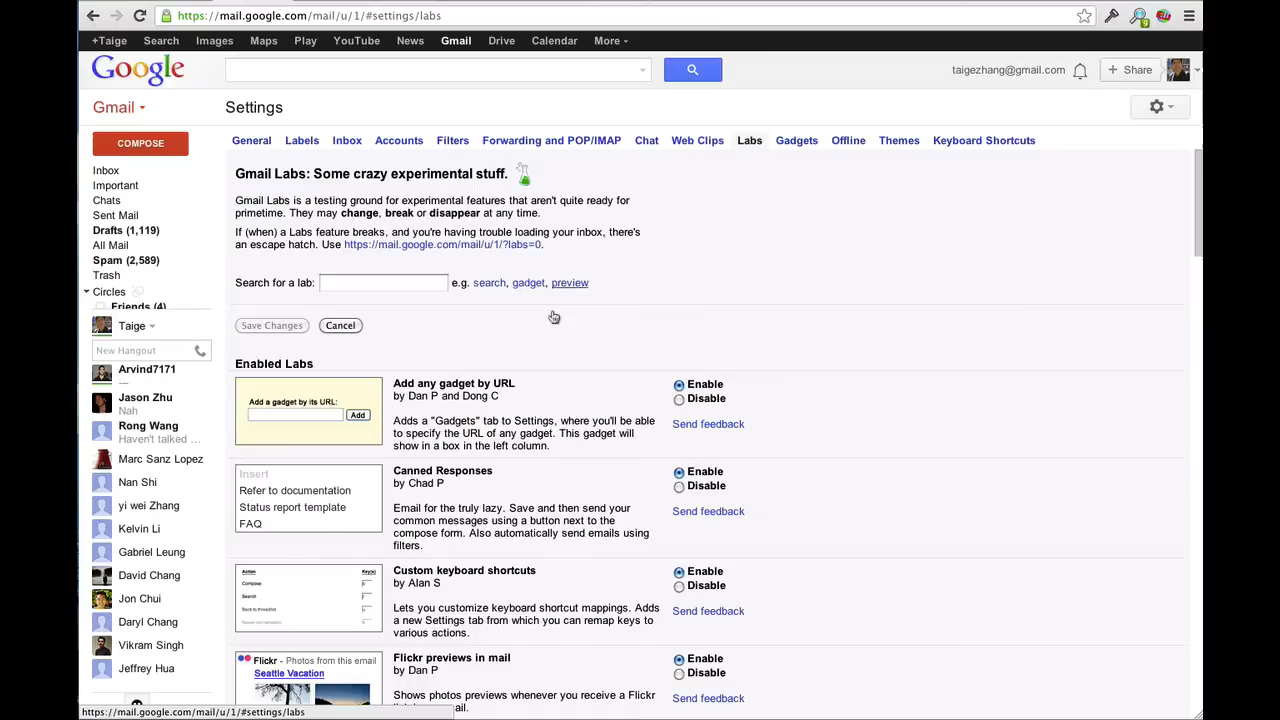 https://mail.google.com/mail/u/1/#settings/labs
+Taige Search Images Maps Play YouTube News Gmail Drive Calendar More
Google
taigezhang@gmail.com
+ Share
Gmail
Settings
COMPOSE
General Labels Inbox Accounts Filters Forwarding and POP/IMAP Chat Web Clips Labs Gadgets Offline Themes Keyboard Shortcuts
Inbox
Important
Chats
Sent Mail
Drafts (1,119)
All Mail
Spam (2,589)
Trash
Circles
Friends (4)
Taige
New Hangout
Arvind7171
Jason Zhu
Nah
Rong Wang
Haven't talked ...
Marc Sanz Lopez
Nan Shi
yi wei Zhang
Kelvin Li
Gabriel Leung
David Chang
Jon Chui
Daryl Chang
Vikram Singh
Jeffrey Hua
Gmail Labs: Some crazy experimental stuff.
Gmail Labs is a testing ground for experimental features that aren't quite ready for
primetime. They may change, break or disappear at any time.
If (when) a Labs feature breaks, and you're having trouble loading your inbox, there's
an escape hatch. Use https://mail.google.com/mail/u/1/?labs=0.
Search for a lab: e.g. search, gadget, preview
Save Changes Cancel
Enabled Labs
Add a gadget by its URL:
Add
Add any gadget by URL
by Dan P and Dong C
Adds a "Gadgets" tab to Settings, where you'll be able
to specify the URL of any gadget. This gadget will
show in a box in the left column.
Enable
Disable
Send feedback
Insert
Refer to documentation
Status report template
FAQ
Canned Responses
by Chad P
Email for the truly lazy. Save and then send your
common messages using a button next to the
compose form. Also automatically send emails using
filters.
Enable
Disable
Send feedback
Action Key(s)
Compose
Search
Back to threadlist
Custom keyboard shortcuts
by Alan S
Lets you customize keyboard shortcut mappings. Adds
a new Settings tab from which you can remap keys to
various actions.
Enable
Disable
Send feedback
Flickr - Photos from this email
Seattle Vacation
Flickr previews in mail
by Dan P
Shows photos previews whenever you receive a Flickr
Enable
Disable
Send feedback
https://mail.google.com/mail/u/1/#settings/labs